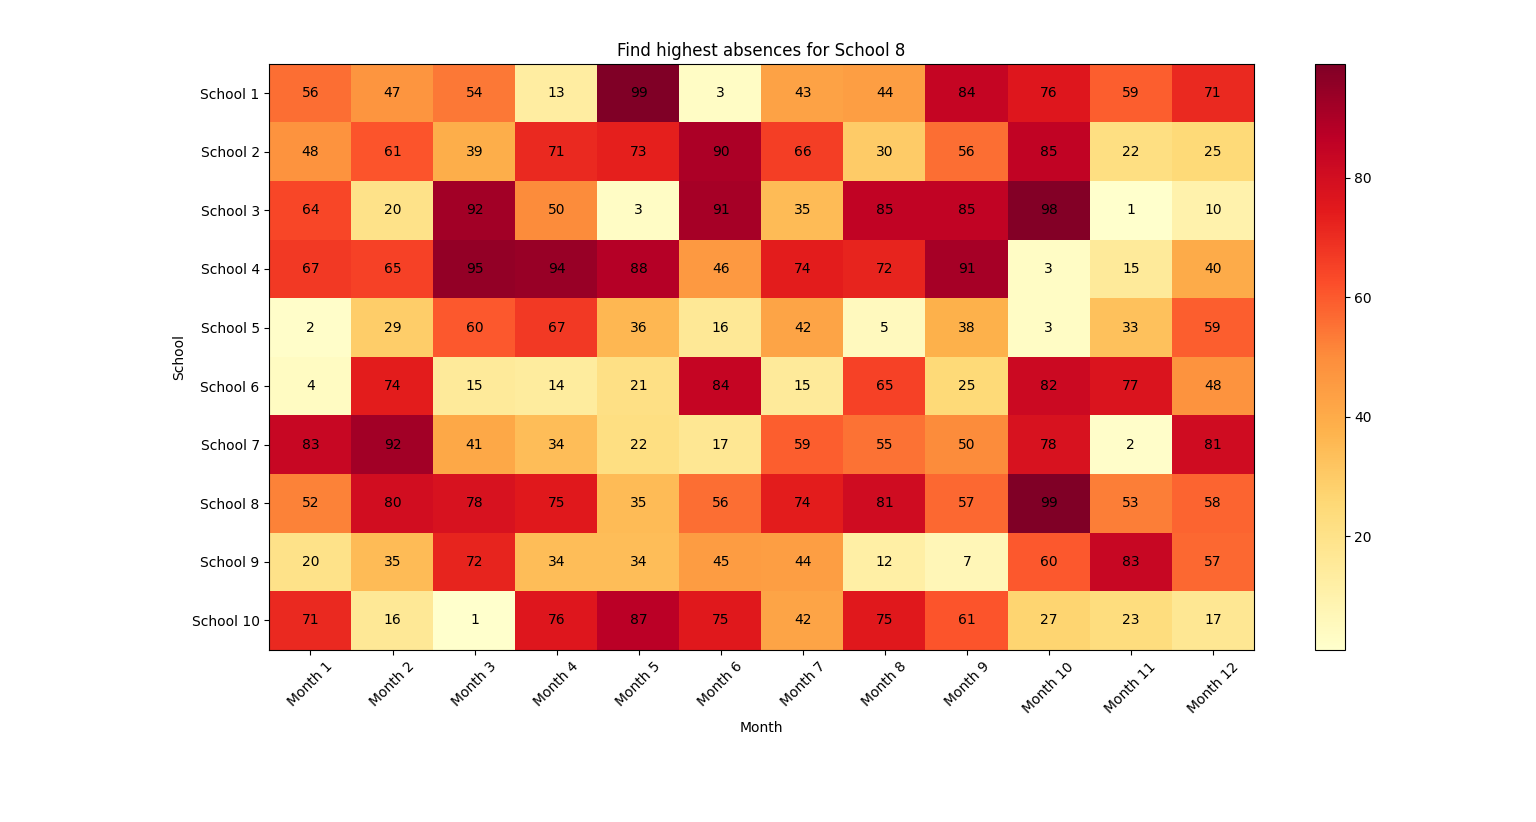 Find highest absences for School 8
School 1 56 47 54 13 99 3 43 44 84 76 59 71
School 2 48 61 39 71 73 90 66 30 56 85 22 25
School 3 64 20 92 50 3 91 35 85 85 98 1 10
School 4 67 65 95 94 88 46 74 72 91 3 15 40
School 5 2 29 60 67 36 16 42 5 38 3 33 59
School 6 4 74 15 14 21 84 15 65 25 82 77 48
School 7 83 92 41 34 22 17 59 55 50 78 2 81
School 8 52 80 78 75 35 56 74 81 57 99 53 58
School 9 20 35 72 34 34 45 44 12 7 60 83 57
School 10 71 16 1 76 87 75 42 75 61 27 23 17
Month 1 Month 2 Month 3 Month 4 Month 5 Month 6 Month 7 Month 8 Month 9 Month 10 Month 11 Month 12
Month
School
80
60
40
20